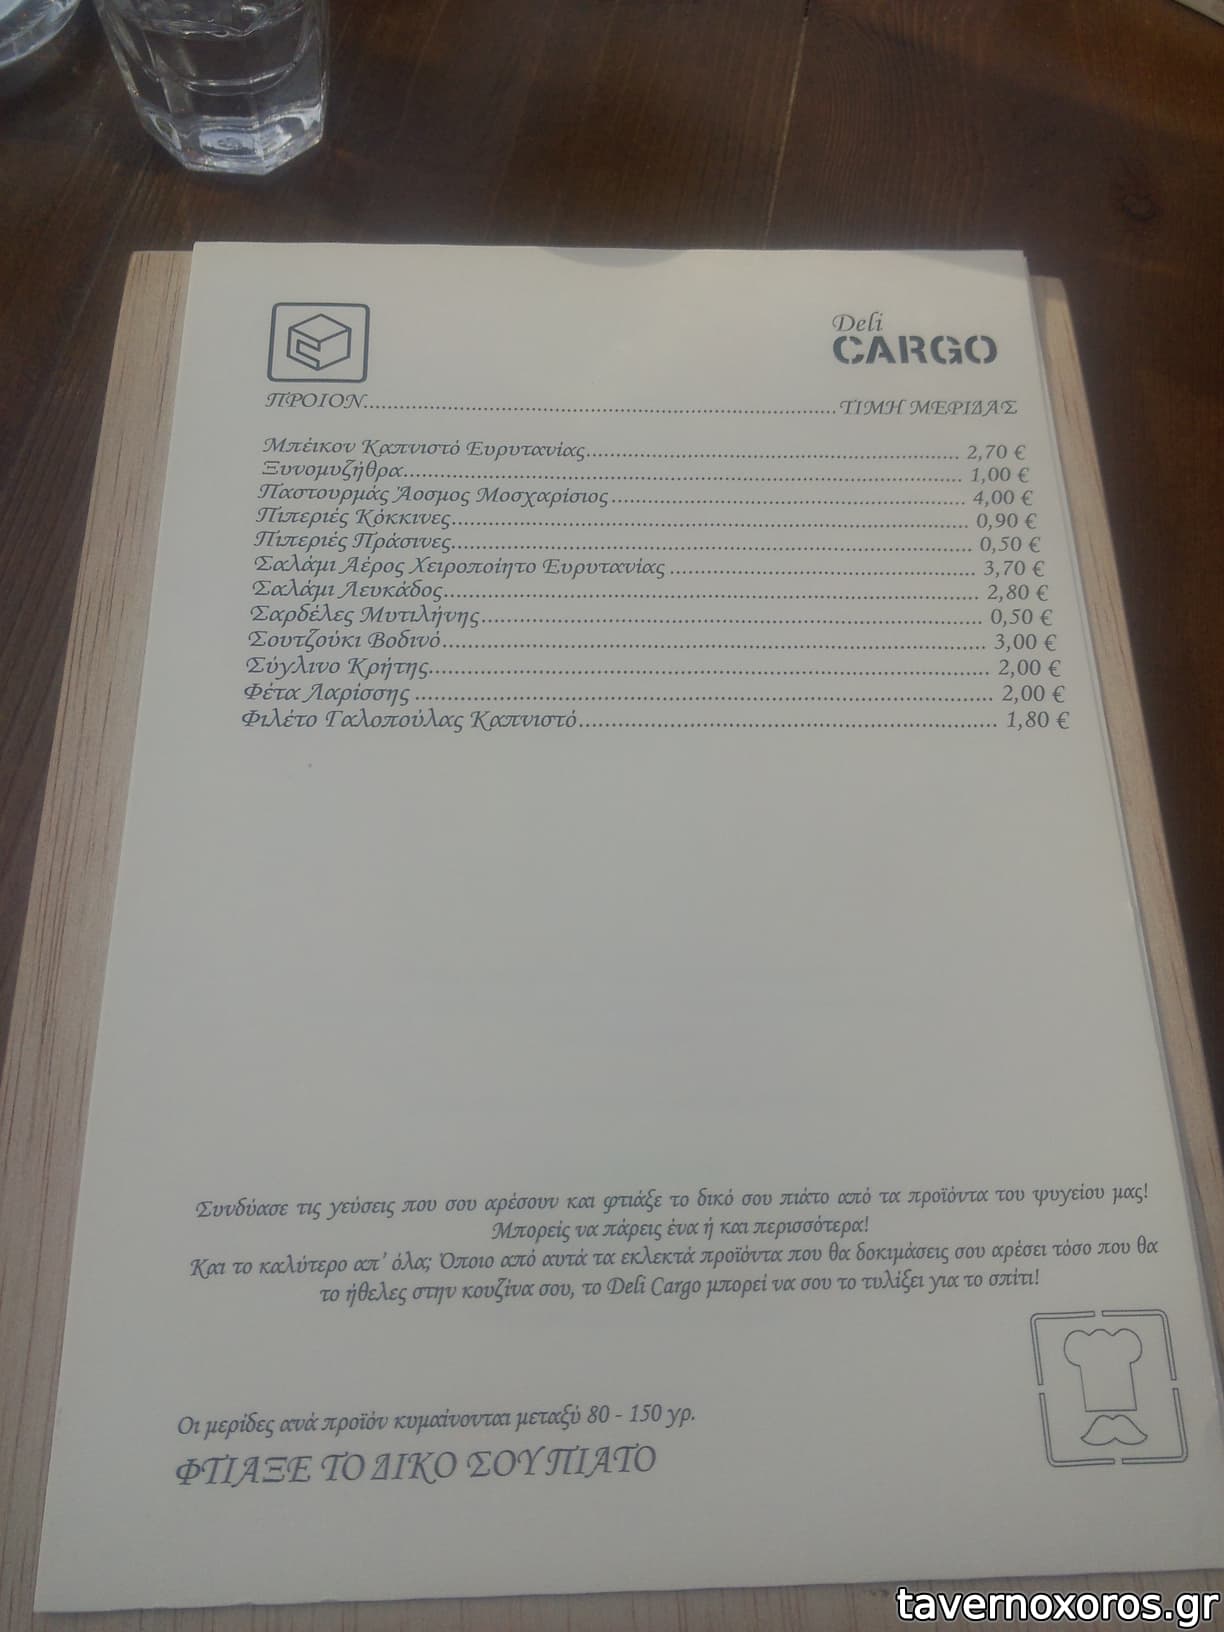 Deli
CARGO
ΠΡΟΙΟΝ...........ΤΙΜΗ ΜΕΡΙΔΑΣ
Μπέικον Καπνιστό Ευρυτανίας........... 2,70 €
Ξυνομυζήθρα........... 1,00 €
Παστουρμάς Άοσμος Μοσχαρίσιος........... 4,00 €
Πιπεριές Κόκκινες........... 0,90 €
Πιπεριές Πράσινες........... 0,50 €
Σαλάμι Αέρος Χειροποίητο Ευρυτανίας ........... 3,70 €
Σαλάμι Λευκάδος........... 2,80 €
Σαρδέλες Μυτιλήνης........... 0,50 €
Σουτζούκι Βοδινό........... 3,00 €
Σύγλινο Κρήτης........... 2,00 €
Φέτα Λαρίσσης ........... 2,00 €
Φιλέτο Γαλοπούλας Καπνιστό........... 1,80 €
Συνδύασε τις γεύσεις που σου αρέσουν και φτιάξε το δικό σου πιάτο από τα προϊόντα του ψυγείου μας!
Μπορείς να πάρεις ένα ή και περισσότερα!
Και το καλύτερο απ' όλα; Όποιο από αυτά τα εκλεκτά προϊόντα που θα δοκιμάσεις σου αρέσει τόσο που θα
το ήθελες στην κουζίνα σου, το Deli Cargo μπορεί να σου το τυλίξει για το σπίτι!
Οι μερίδες ανά προϊόν κυμαίνονται μεταξύ 80 - 150 γρ.
ΦΤΙΑΞΕ ΤΟ ΔΙΚΟ ΣΟΥ ΠΙΑΤΟ
tavernoxoros.gr